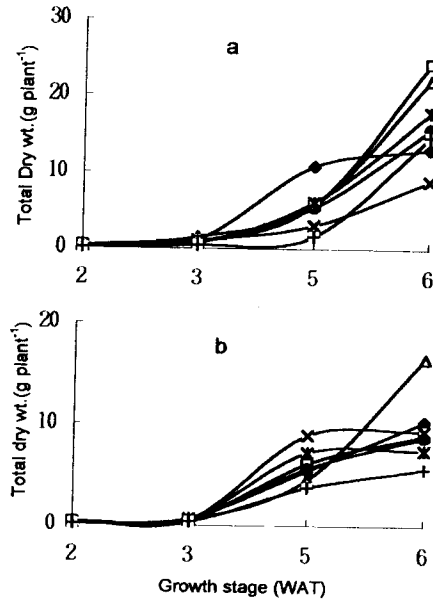 a
Total Dry wt.(g plant⁻¹)
30
20
10
0
2 3 5 6
b
Total dry wt.(g plant⁻¹)
20
10
0
2 3 5 6
Growth stage (WAT)